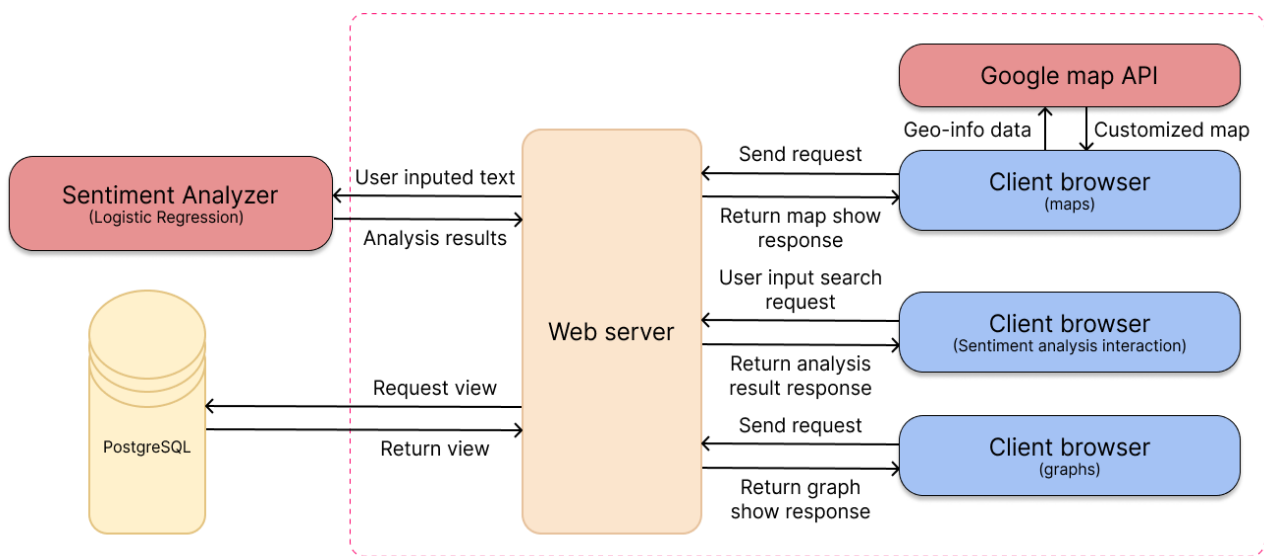 Google map API
Geo-info data
Customized map
Send request
Client browser
(maps)
Return map show
response
User inputed text
Sentiment Analyzer
(Logistic Regression)
Analysis results
User input search
request
Web server
Client browser
(Sentiment analysis interaction)
Return analysis
result response
Request view
PostgreSQL
Return view
Send request
Client browser
(graphs)
Return graph
show response